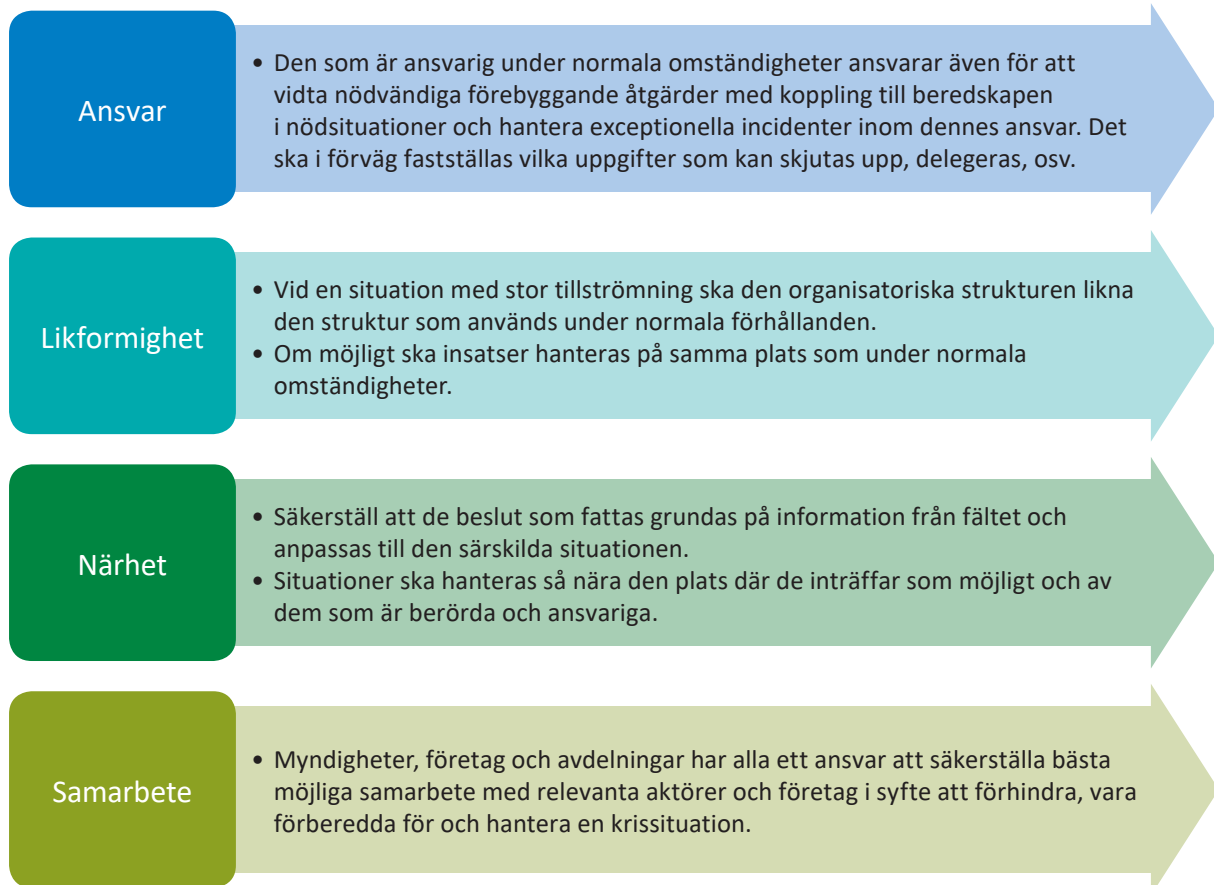 Ansvar
• Den som är ansvarig under normala omständigheter ansvarar även för att
vidta nödvändiga förebyggande åtgärder med koppling till beredskapen
i nödsituationer och hantera exceptionella incidenter inom dennes ansvar. Det
ska i förväg fastställas vilka uppgifter som kan skjutas upp, delegeras, osv.
Likformighet
• Vid en situation med stor tillströmning ska den organisatoriska strukturen likna
den struktur som används under normala förhållanden.
• Om möjligt ska insatser hanteras på samma plats som under normala
omständigheter.
Närhet
• Säkerställ att de beslut som fattas grundas på information från fältet och
anpassas till den särskilda situationen.
• Situationer ska hanteras så nära den plats där de inträffar som möjligt och av
dem som är berörda och ansvariga.
Samarbete
• Myndigheter, företag och avdelningar har alla ett ansvar att säkerställa bästa
möjliga samarbete med relevanta aktörer och företag i syfte att förhindra, vara
förberedda för och hantera en krissituation.